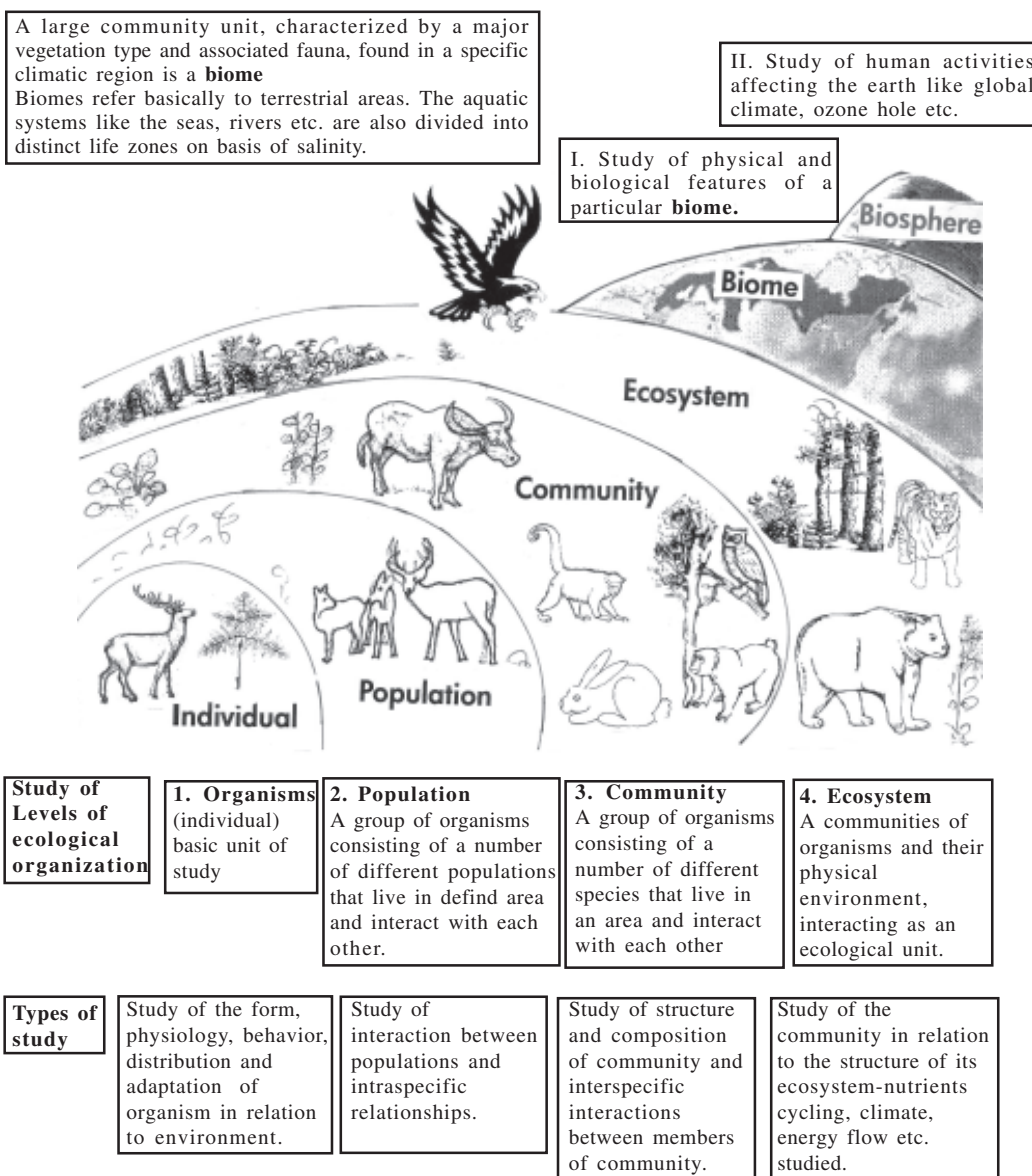 A large community unit, characterized by a major
vegetation type and associated fauna, found in a specific
climatic region is a biome
Biomes refer basically to terrestrial areas. The aquatic
systems like the seas, rivers etc. are also divided into
distinct life zones on basis of salinity.
II. Study of human activities
affecting the earth like global
climate, ozone hole etc.
I. Study of physical and
biological features of a
particular biome.
Biosphere
Biome
Ecosystem
Community
Population
Individual
Study of
Levels of
ecological
organization
1. Organisms
(individual)
basic unit of
study
2. Population
A group of organisms
consisting of a number
of different populations
that live in defind area
and interact with each
other.
3. Community
A group of organisms
consisting of a
number of different
species that live in
an area and interact
with each other
4. Ecosystem
A communities of
organisms and their
physical
environment,
interacting as an
ecological unit.
Types of
study
Study of the form,
physiology, behavior,
distribution and
adaptation of
organism in relation
to environment.
Study of
interaction between
populations and
intraspecific
relationships.
Study of structure
and composition
of community and
interspecific
interactions
between members
of community.
Study of the
community in relation
to the structure of its
ecosystem-nutrients
cycling, climate,
energy flow etc.
studied.